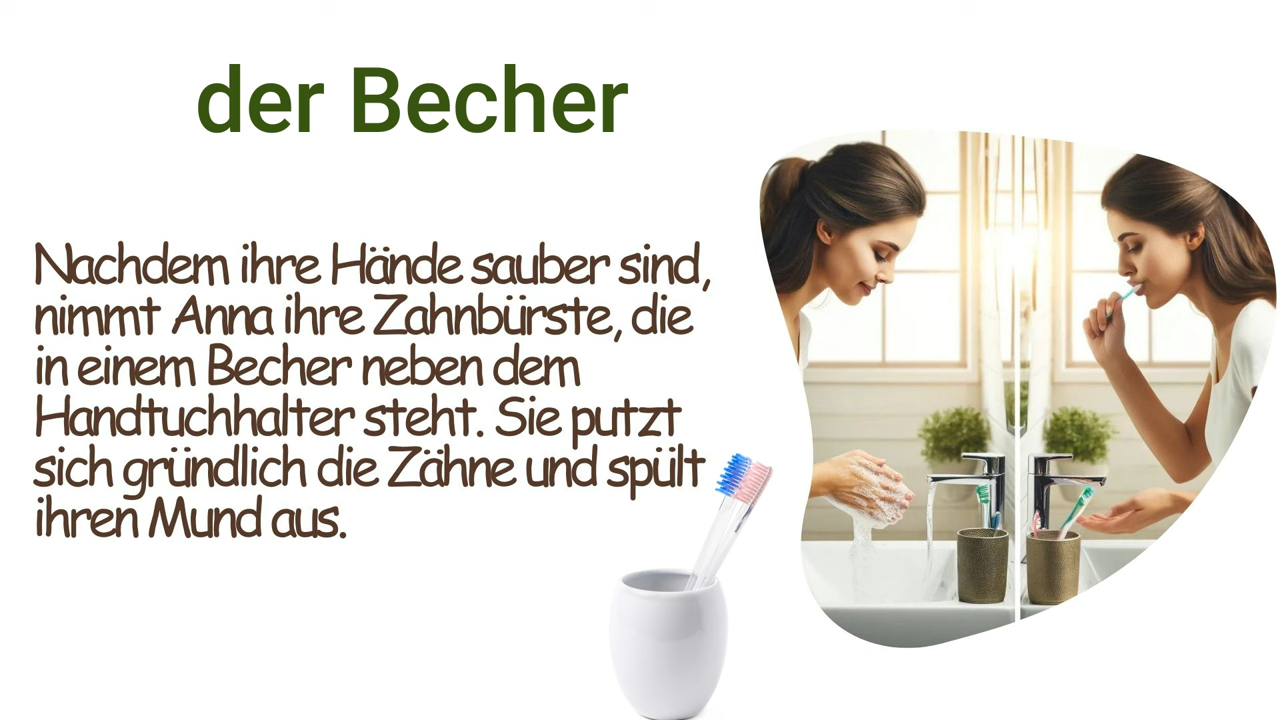 der Becher
Nachdem ihre Hände sauber sind,
nimmt Anna ihre Zahnbürste, die
in einem Becher neben dem
Handtuchhalter steht. Sie putzt
sich gründlich die Zähne und spült
ihren Mund aus.